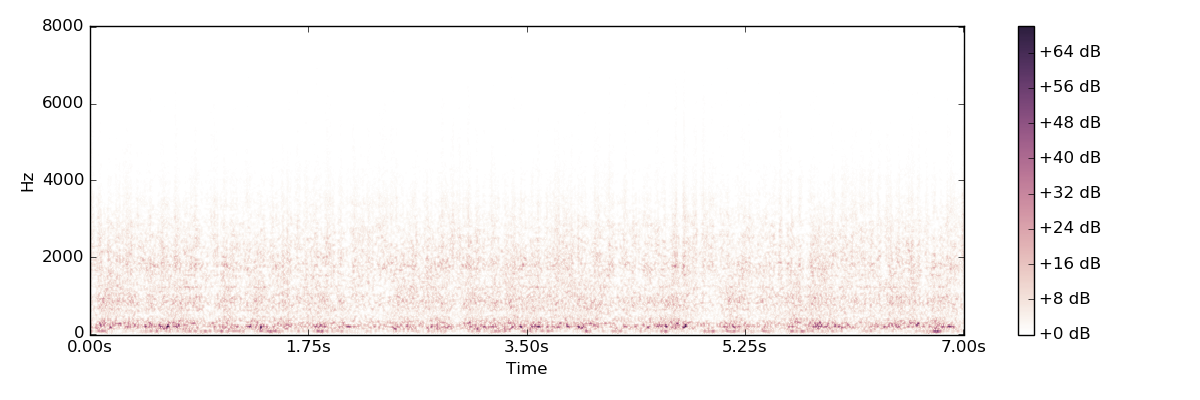 8000
6000
4000
2000
0
Hz
0.00s 1.75s 3.50s 5.25s 7.00s
Time
+64 dB
+56 dB
+48 dB
+40 dB
+32 dB
+24 dB
+16 dB
+8 dB
+0 dB